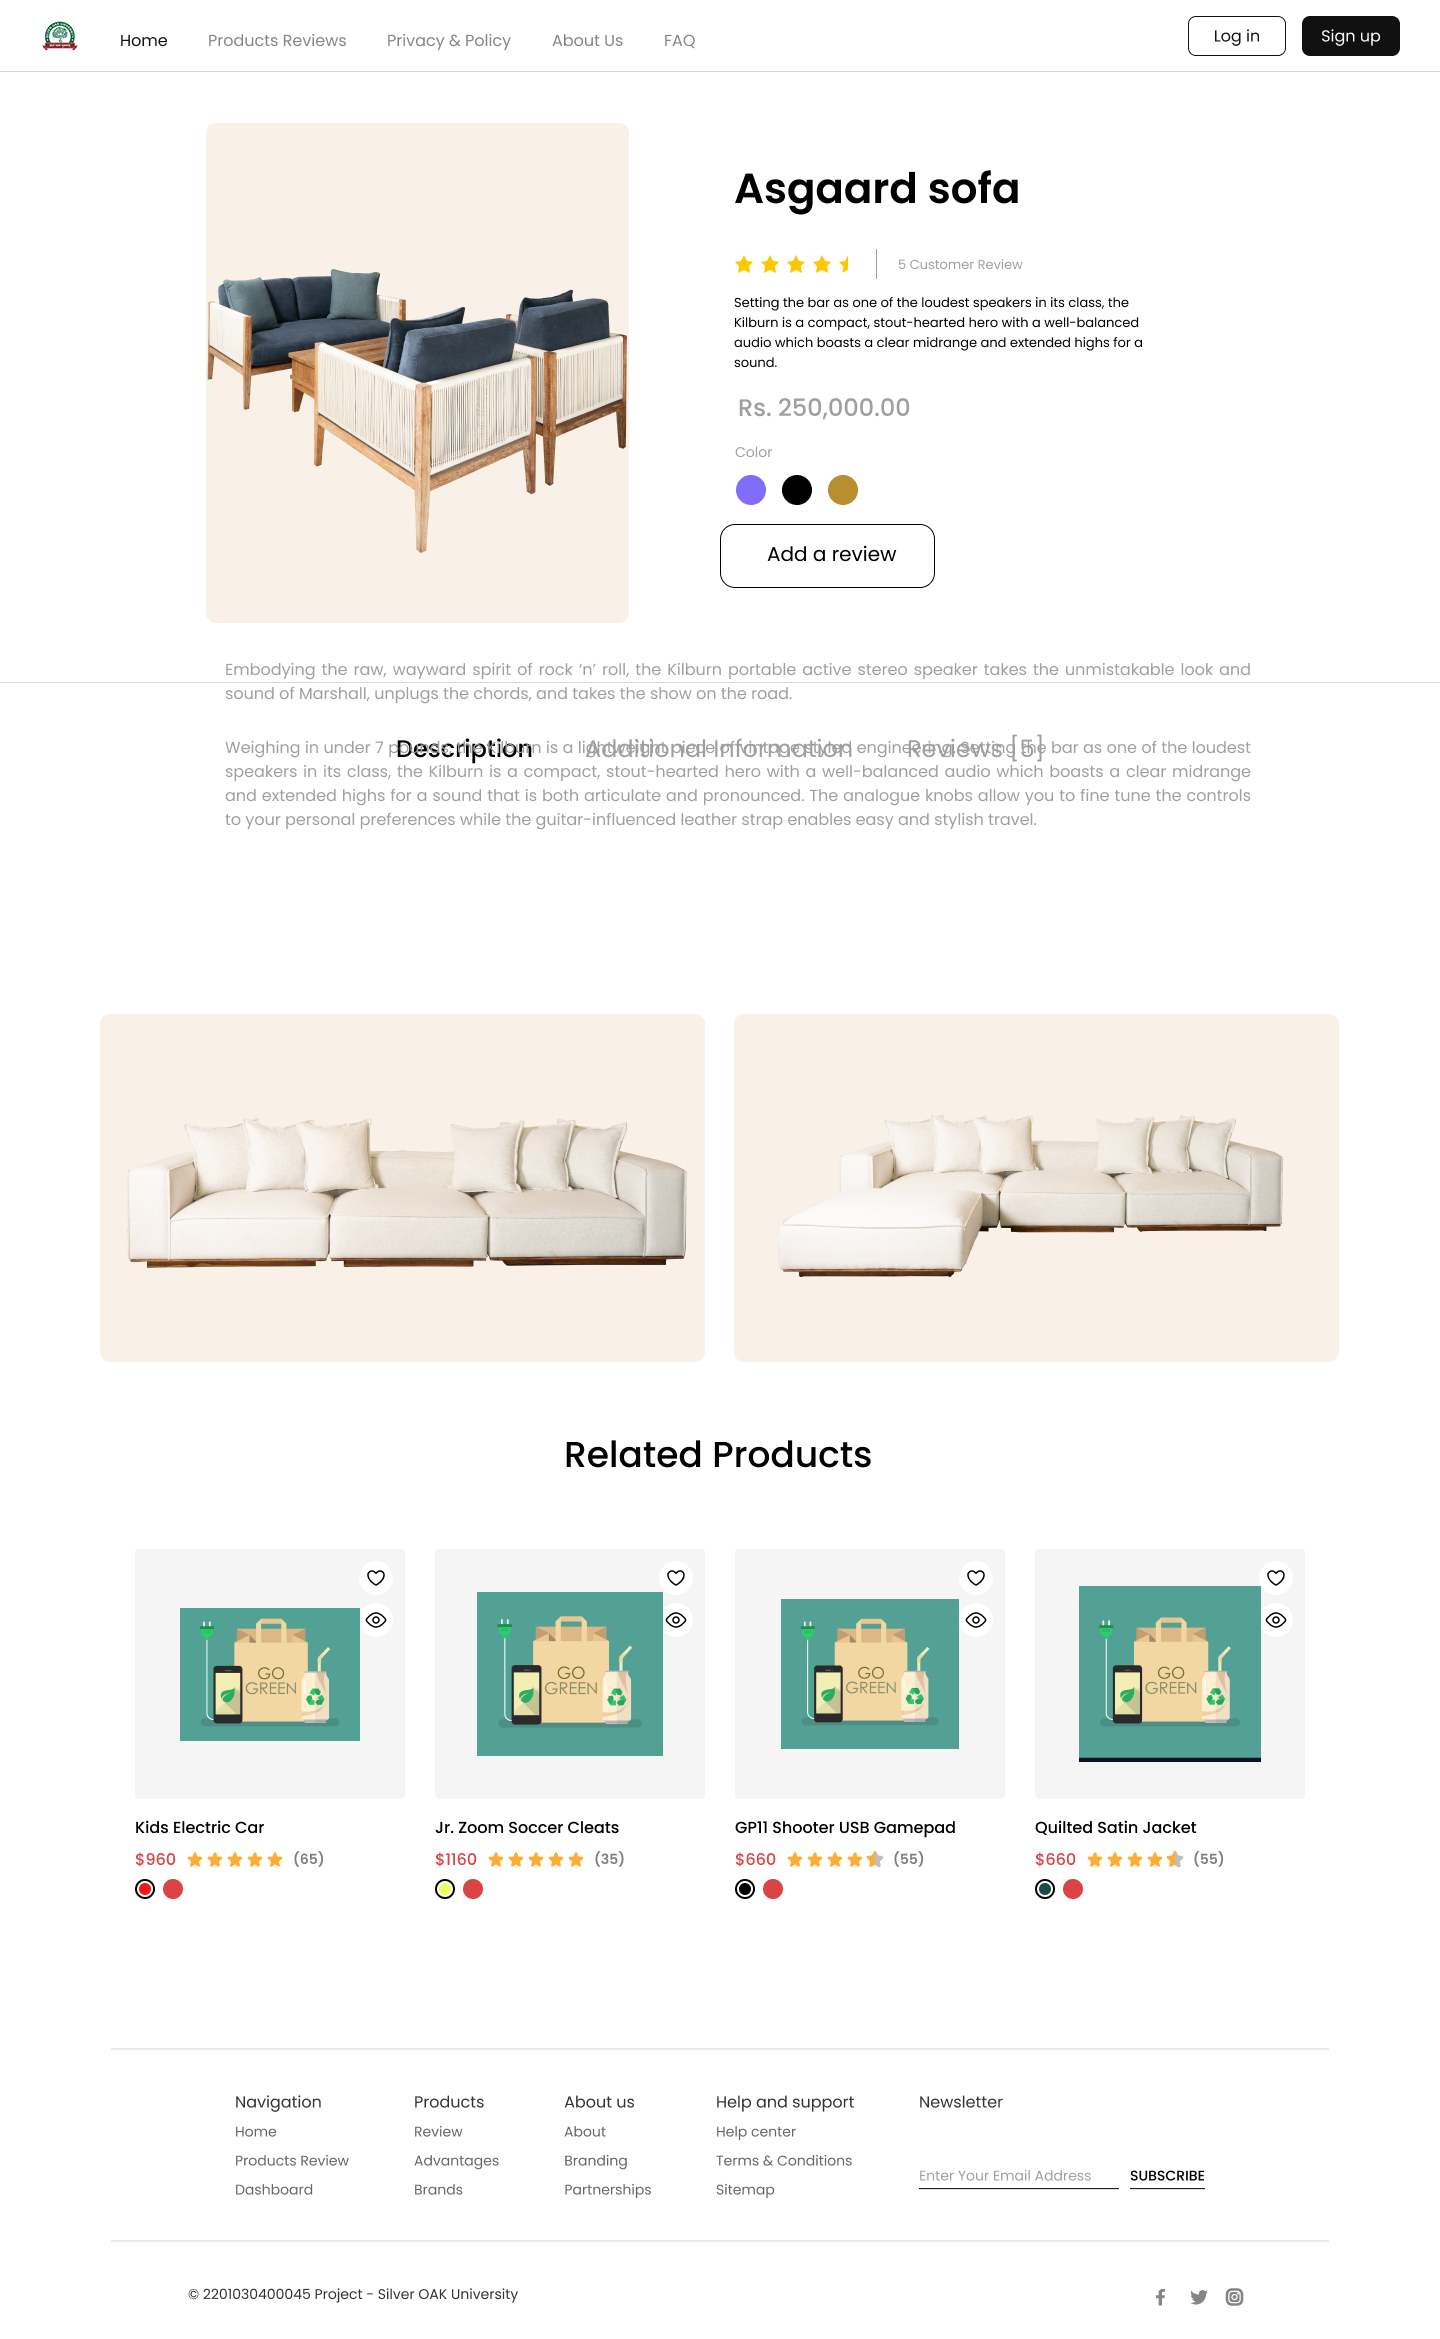 Home
Products Reviews
Privacy & Policy
About Us
FAQ
Log in
Sign up
Asgaard sofa
5 Customer Review
Setting the bar as one of the loudest speakers in its class, the
Kilburn is a compact, stout-hearted hero with a well-balanced
audio which boasts a clear midrange and extended highs for a
sound.
Rs. 250,000.00
Color
Add a review
Embodying the raw, wayward spirit of rock ‘n’ roll, the Kilburn portable active stereo speaker takes the unmistakable look and
sound of Marshall, unplugs the chords, and takes the show on the road.
Description
Additional Information
Reviews [5]
Weighing in under 7 pounds, the Kilburn is a lightweight piece of vintage styled engineering. Setting the bar as one of the loudest
speakers in its class, the Kilburn is a compact, stout-hearted hero with a well-balanced audio which boasts a clear midrange
and extended highs for a sound that is both articulate and pronounced. The analogue knobs allow you to fine tune the controls
to your personal preferences while the guitar-influenced leather strap enables easy and stylish travel.
Related Products
GO
GREEN
GO
GREEN
GO
GREEN
GO
GREEN
Kids Electric Car
$960 (65)
Jr. Zoom Soccer Cleats
$1160 (35)
GP11 Shooter USB Gamepad
$660 (55)
Quilted Satin Jacket
$660 (55)
Navigation
Home
Products Review
Dashboard
Products
Review
Advantages
Brands
About us
About
Branding
Partnerships
Help and support
Help center
Terms & Conditions
Sitemap
Newsletter
Enter Your Email Address
SUBSCRIBE
© 2201030400045 Project - Silver OAK University